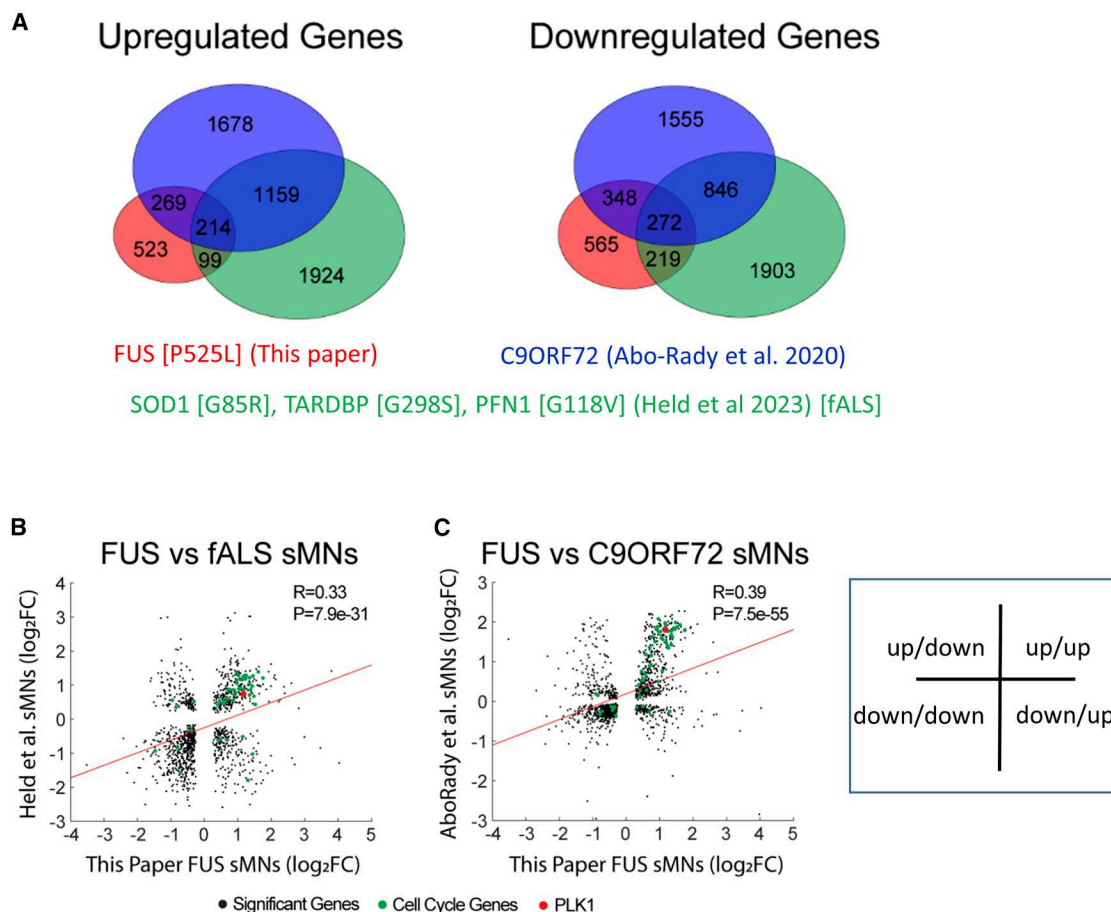 A
Upregulated Genes
Downregulated Genes
1678
269
1159
214
523
99
1924
1555
348
846
272
565
219
1903
FUS [P525L] (This paper)
C9ORF72 (Abo-Rady et al. 2020)
SOD1 [G85R], TARDBP [G298S], PFN1 [G118V] (Held et al 2023) [fALS]
B
FUS vs fALS sMNs
R=0.33
P=7.9e-31
Held et al. sMNs (log₂FC)
4
3
2
1
0
-1
-2
-3
-4 -3 -2 -1 0 1 2 3 4 5
This Paper FUS sMNs (log₂FC)
C
FUS vs C9ORF72 sMNs
R=0.39
P=7.5e-55
AboRady et al. sMNs (log₂FC)
3
2
1
0
-1
-2
-3
-4 -3 -2 -1 0 1 2 3 4 5
This Paper FUS sMNs (log₂FC)
up/down up/up
down/down down/up
Significant Genes Cell Cycle Genes PLK1